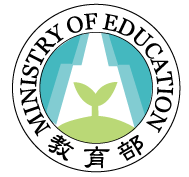 MINISTRY OF EDUCATION
教育部